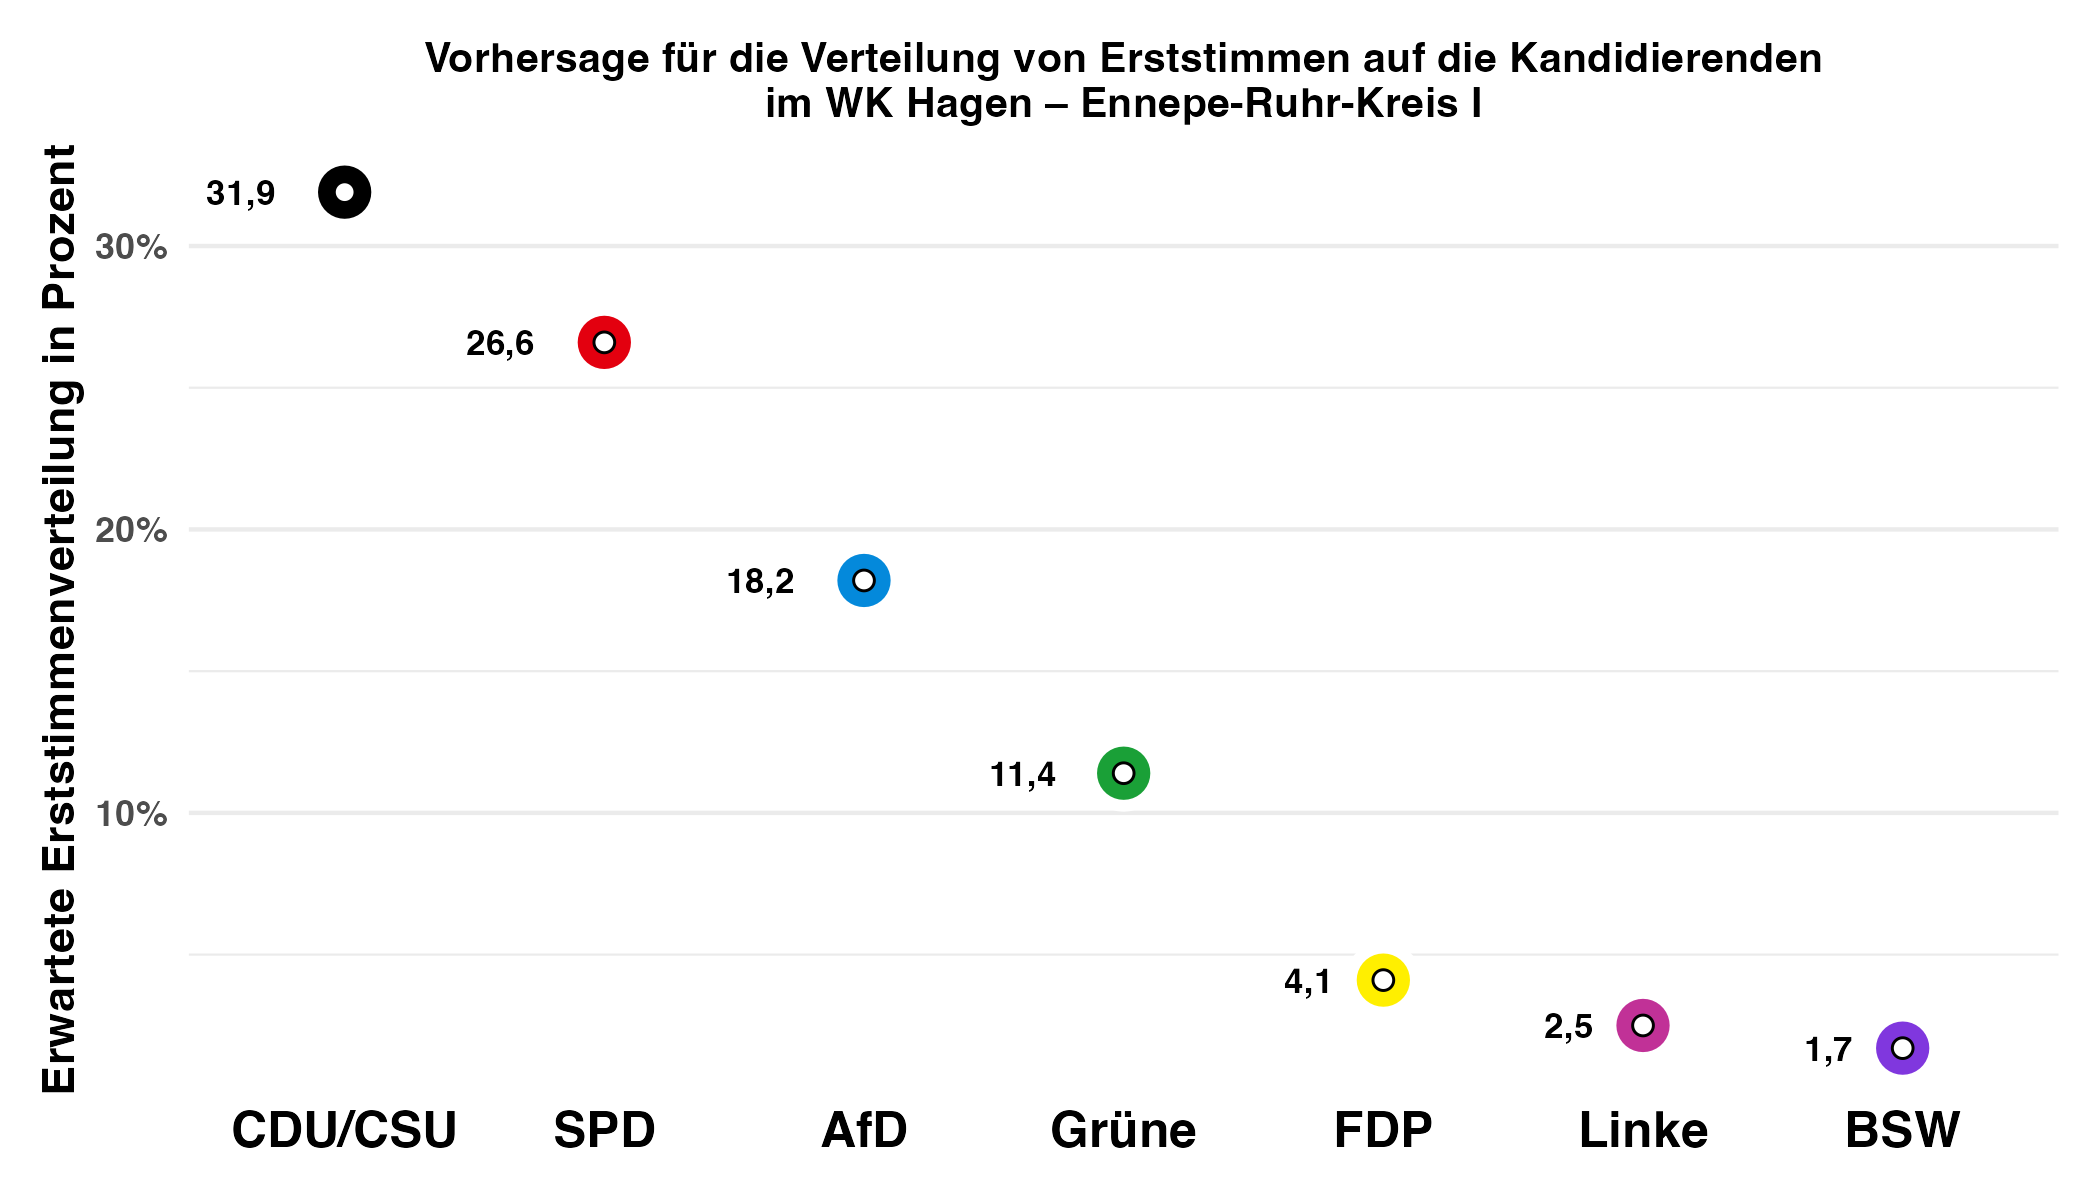 Vorhersage für die Verteilung von Erststimmen auf die Kandidierenden
im WK Hagen – Ennepe-Ruhr-Kreis I
Erwartete Erststimmenverteilung in Prozent
30%
20%
10%
31,9
26,6
18,2
11,4
4,1
2,5
1,7
CDU/CSU
SPD
AfD
Grüne
FDP
Linke
BSW